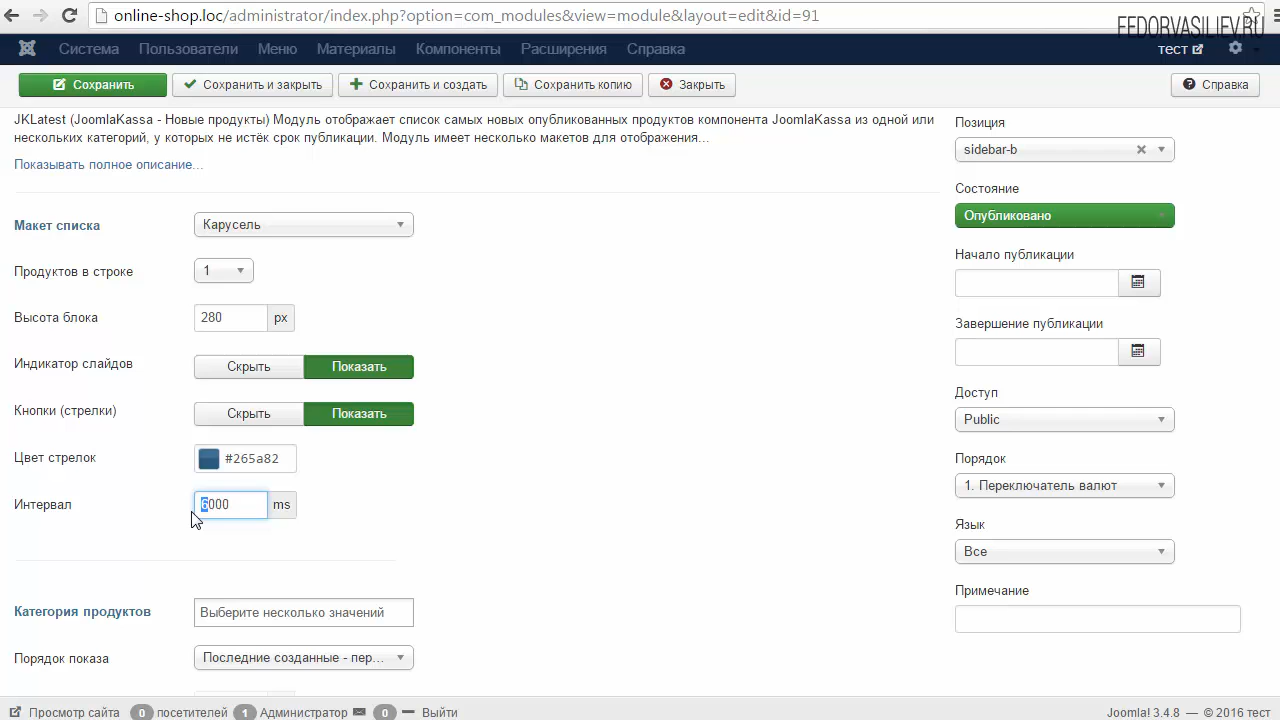 online-shop.loc/administrator/index.php?option=com_modules&view=module&layout=edit&id=91
FEDORVASILIEV.RU
Система Пользователи Меню Материалы Компоненты Расширения Справка тест
Сохранить Сохранить и закрыть Сохранить и создать Сохранить копию Закрыть Справка
JKLatest (JoomlaKassa - Новые продукты) Модуль отображает список самых новых опубликованных продуктов компонента JoomlaKassa из одной или
нескольких категорий, у которых не истёк срок публикации. Модуль имеет несколько макетов для отображения...
Показывать полное описание...
Макет списка Карусель
Продуктов в строке 1
Высота блока 280 px
Индикатор слайдов Скрыть Показать
Кнопки (стрелки) Скрыть Показать
Цвет стрелок #265a82
Интервал 6000 ms
Категория продуктов Выберите несколько значений
Порядок показа Последние созданные - пер...
Позиция
sidebar-b
Состояние
Опубликовано
Начало публикации
Завершение публикации
Доступ
Public
Порядок
1. Переключатель валют
Язык
Все
Примечание
Просмотр сайта 0 посетителей 1 Администратор 0 Выйти Joomla! 3.4.8 — © 2016 тест